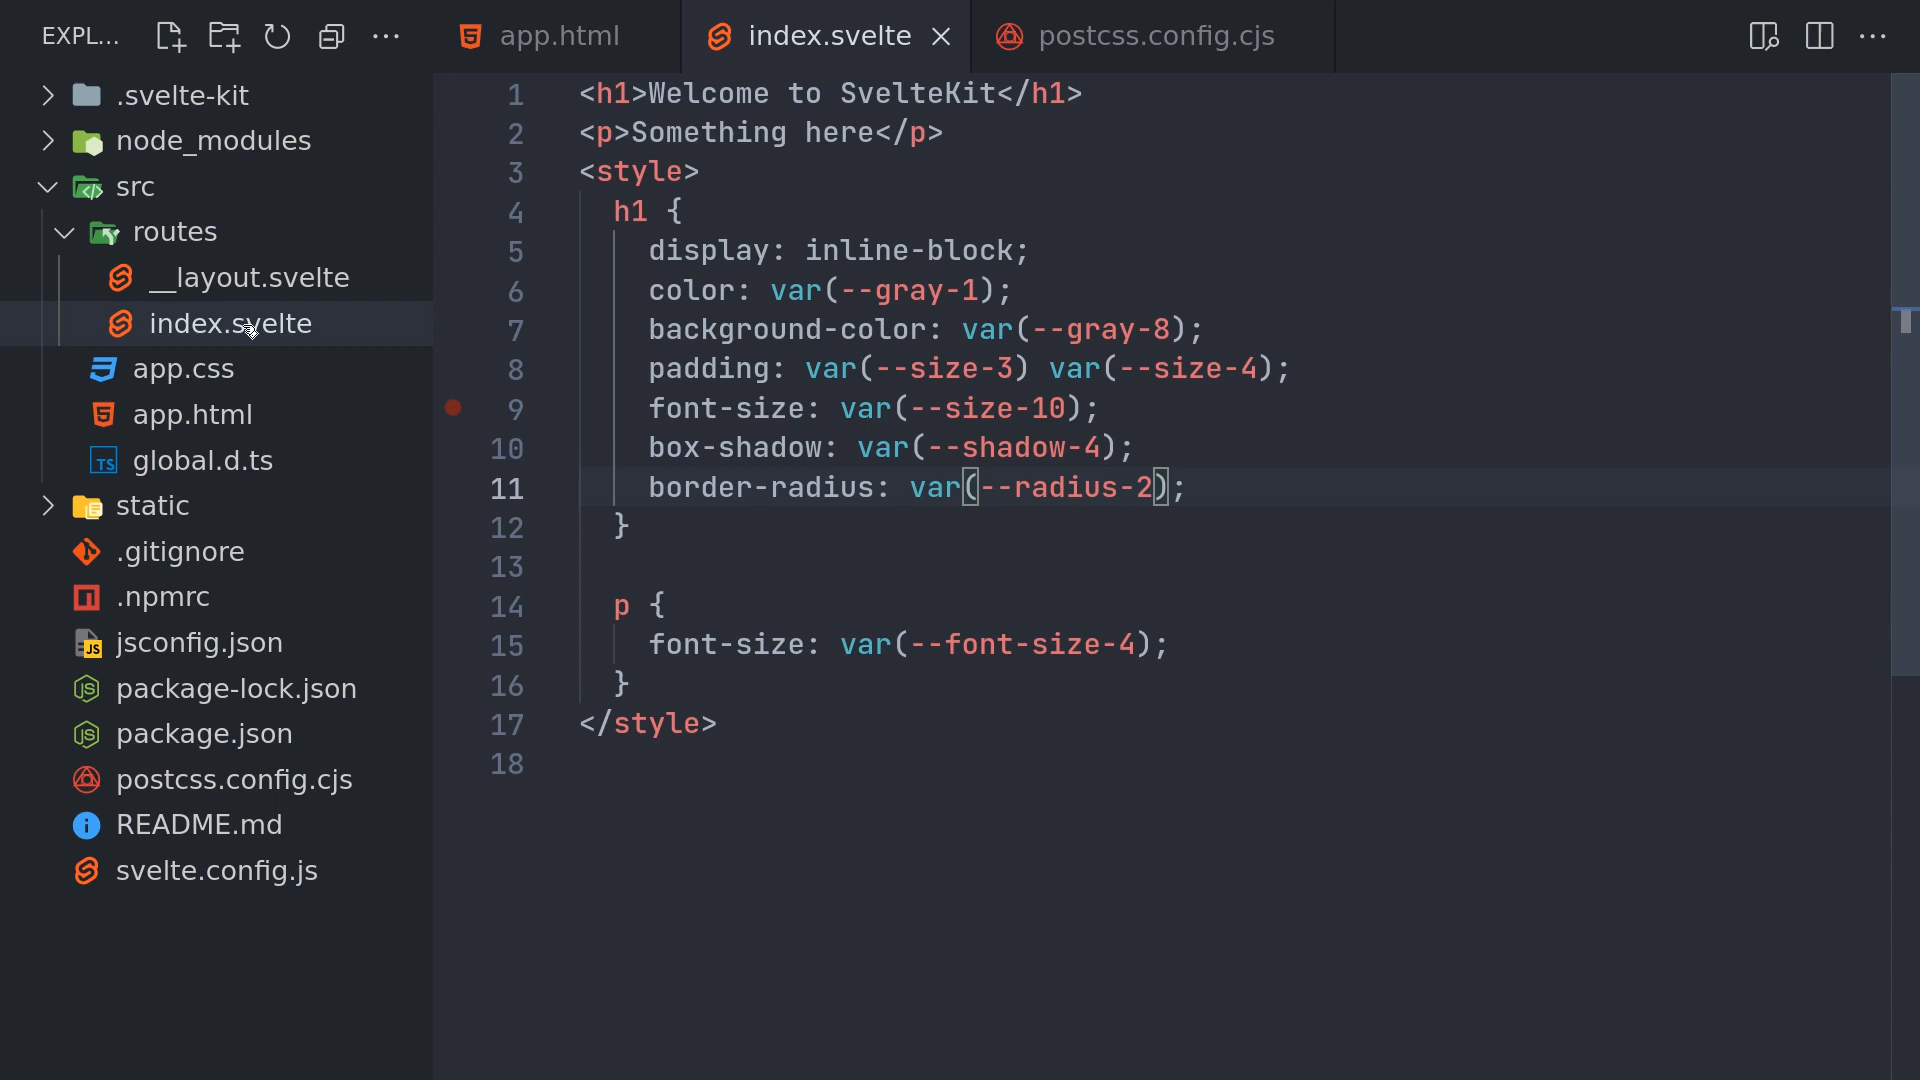 EXPL...
app.html
index.svelte
postcss.config.cjs
.svelte-kit
node_modules
src
routes
__layout.svelte
index.svelte
app.css
app.html
TS global.d.ts
static
.gitignore
.npmrc
JS jsconfig.json
JS package-lock.json
JS package.json
postcss.config.cjs
README.md
svelte.config.js
1 <h1>Welcome to SvelteKit</h1>
2 <p>Something here</p>
3 <style>
4 h1 {
5 display: inline-block;
6 color: var(--gray-1);
7 background-color: var(--gray-8);
8 padding: var(--size-3) var(--size-4);
9 font-size: var(--size-10);
10 box-shadow: var(--shadow-4);
11 border-radius: var(--radius-2);
12 }
13
14 p {
15 font-size: var(--font-size-4);
16 }
17 </style>
18